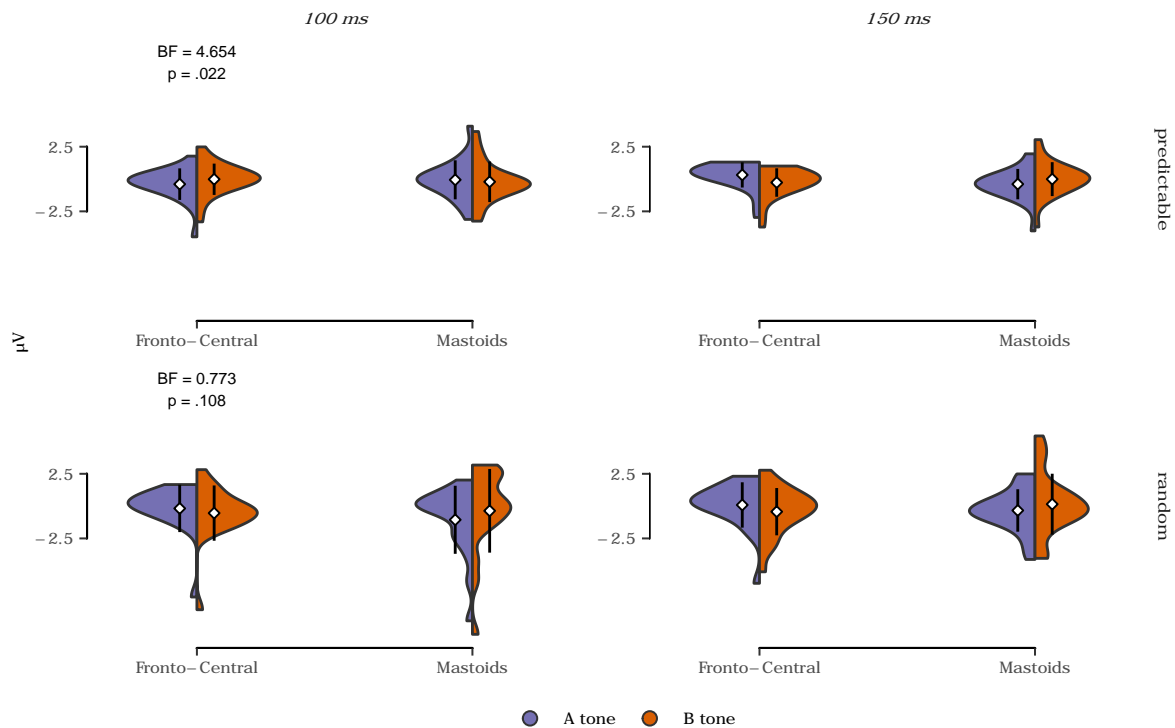 100 ms
150 ms
BF = 4.654
p = .022
2.5
−2.5
2.5
−2.5
predictable
Fronto−Central
Mastoids
Fronto−Central
Mastoids
μV
BF = 0.773
p = .108
2.5
−2.5
2.5
−2.5
random
Fronto−Central
Mastoids
Fronto−Central
Mastoids
A tone
B tone